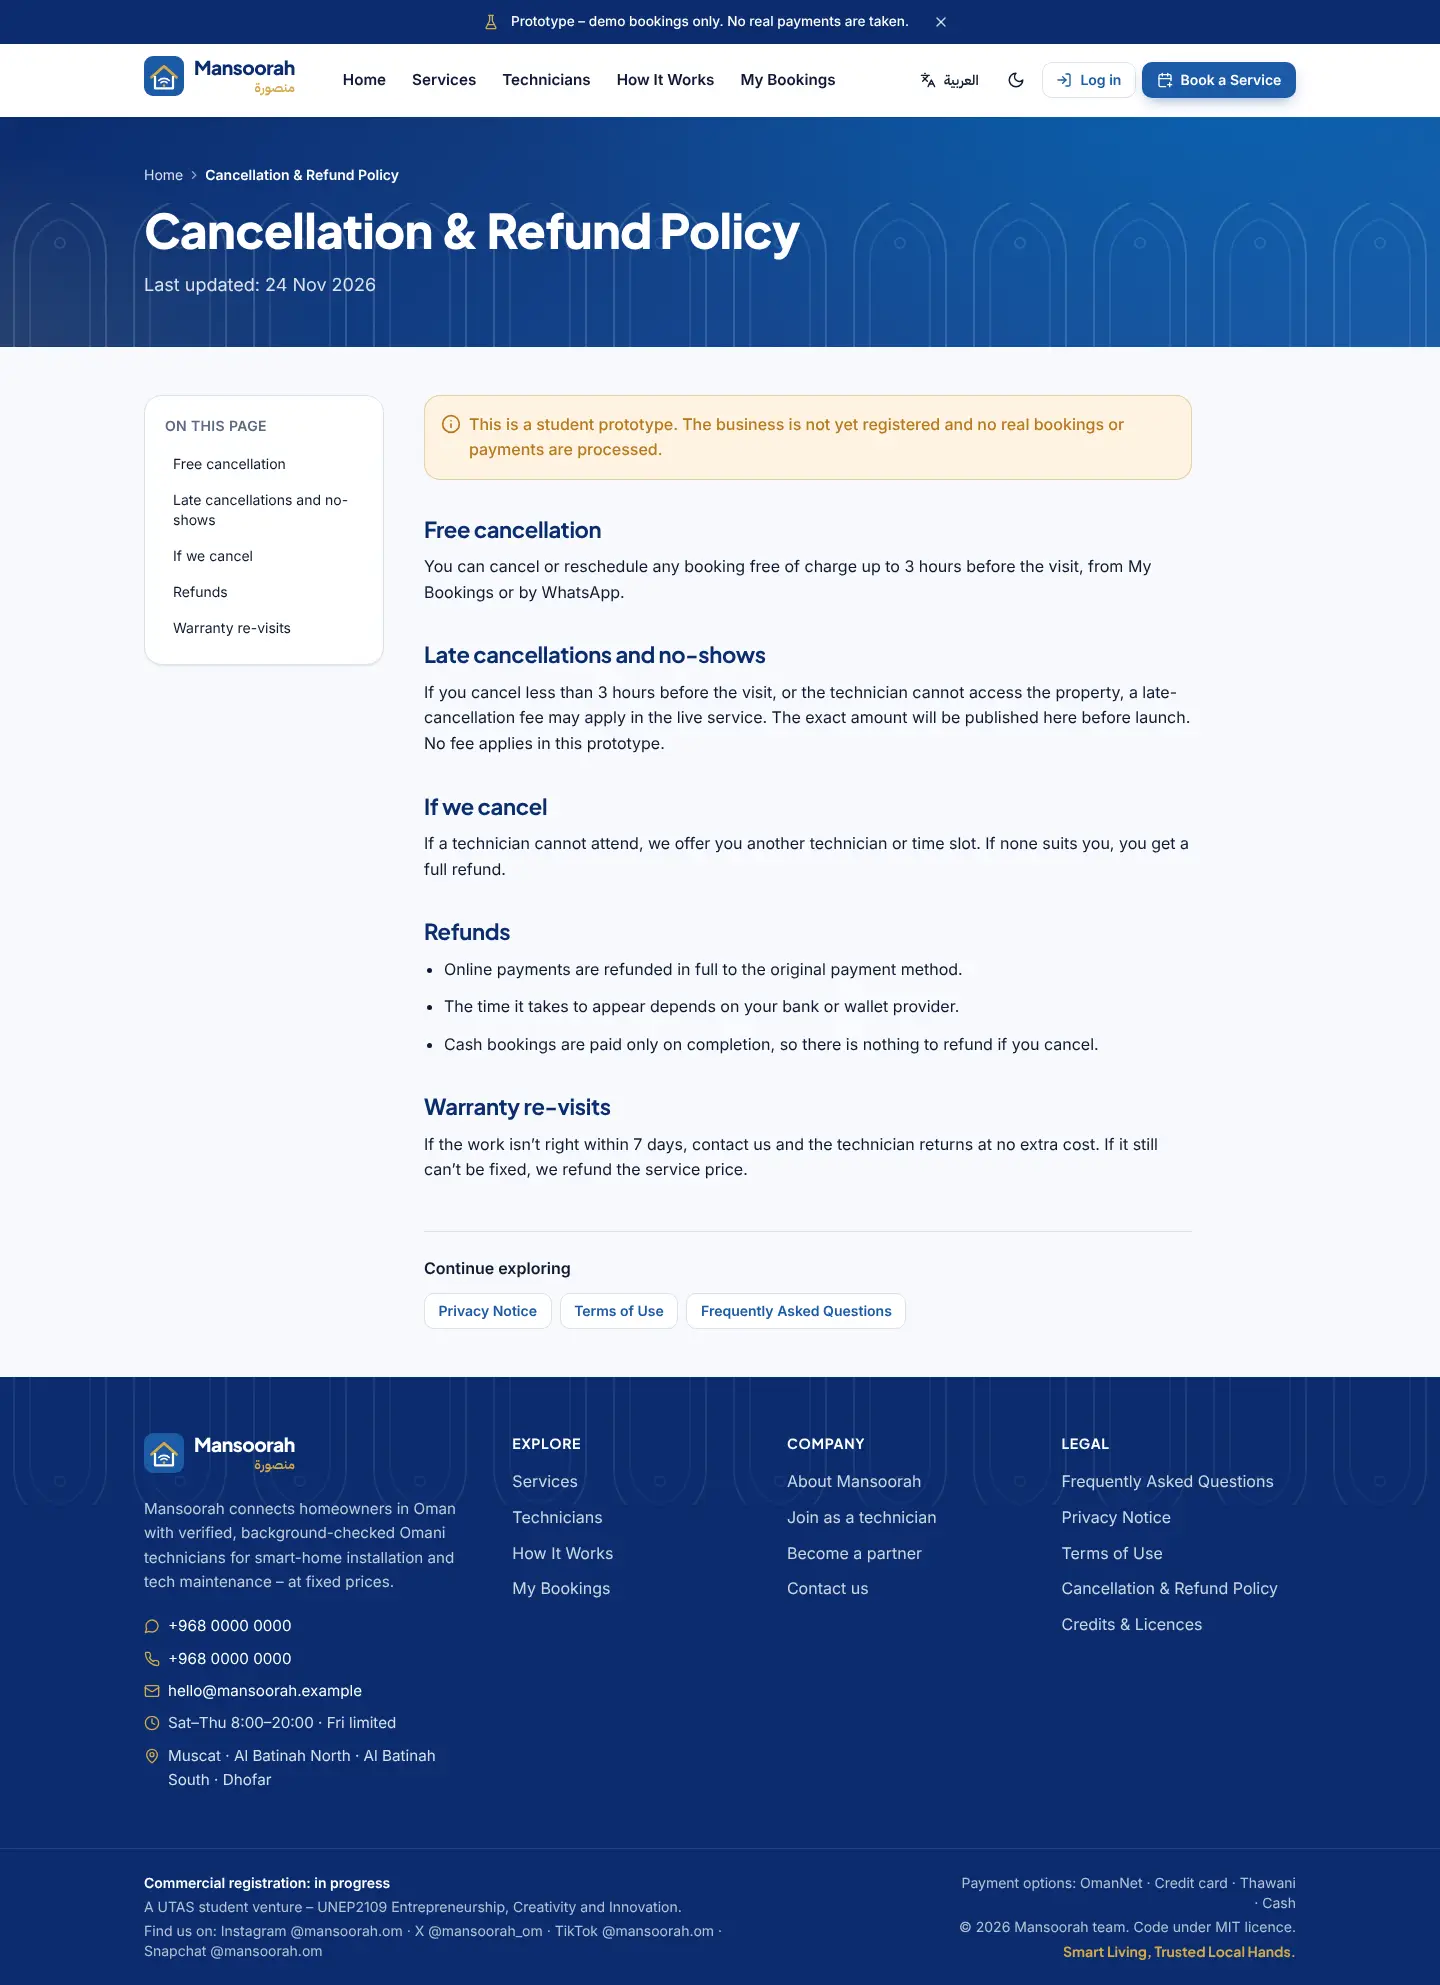 Prototype – demo bookings only. No real payments are taken.
Mansoorah
منصورة
Home
Services
Technicians
How It Works
My Bookings
العربية
Log in
Book a Service
Home
Cancellation & Refund Policy
Cancellation & Refund Policy
Last updated: 24 Nov 2026
ON THIS PAGE
Free cancellation
Late cancellations and no-
shows
If we cancel
Refunds
Warranty re-visits
This is a student prototype. The business is not yet registered and no real bookings or
payments are processed.
Free cancellation
You can cancel or reschedule any booking free of charge up to 3 hours before the visit, from My
Bookings or by WhatsApp.
Late cancellations and no-shows
If you cancel less than 3 hours before the visit, or the technician cannot access the property, a late-
cancellation fee may apply in the live service. The exact amount will be published here before launch.
No fee applies in this prototype.
If we cancel
If a technician cannot attend, we offer you another technician or time slot. If none suits you, you get a
full refund.
Refunds
• Online payments are refunded in full to the original payment method.
• The time it takes to appear depends on your bank or wallet provider.
• Cash bookings are paid only on completion, so there is nothing to refund if you cancel.
Warranty re-visits
If the work isn’t right within 7 days, contact us and the technician returns at no extra cost. If it still
can’t be fixed, we refund the service price.
Continue exploring
Privacy Notice
Terms of Use
Frequently Asked Questions
Mansoorah
منصورة
Mansoorah connects homeowners in Oman
with verified, background-checked Omani
technicians for smart-home installation and
tech maintenance – at fixed prices.
+968 0000 0000
+968 0000 0000
hello@mansoorah.example
Sat–Thu 8:00–20:00 · Fri limited
Muscat · Al Batinah North · Al Batinah
South · Dhofar
EXPLORE
Services
Technicians
How It Works
My Bookings
COMPANY
About Mansoorah
Join as a technician
Become a partner
Contact us
LEGAL
Frequently Asked Questions
Privacy Notice
Terms of Use
Cancellation & Refund Policy
Credits & Licences
Commercial registration: in progress
A UTAS student venture – UNEP2109 Entrepreneurship, Creativity and Innovation.
Find us on: Instagram @mansoorah.om · X @mansoorah_om · TikTok @mansoorah.om ·
Snapchat @mansoorah.om
Payment options: OmanNet · Credit card · Thawani
· Cash
© 2026 Mansoorah team. Code under MIT licence.
Smart Living, Trusted Local Hands.